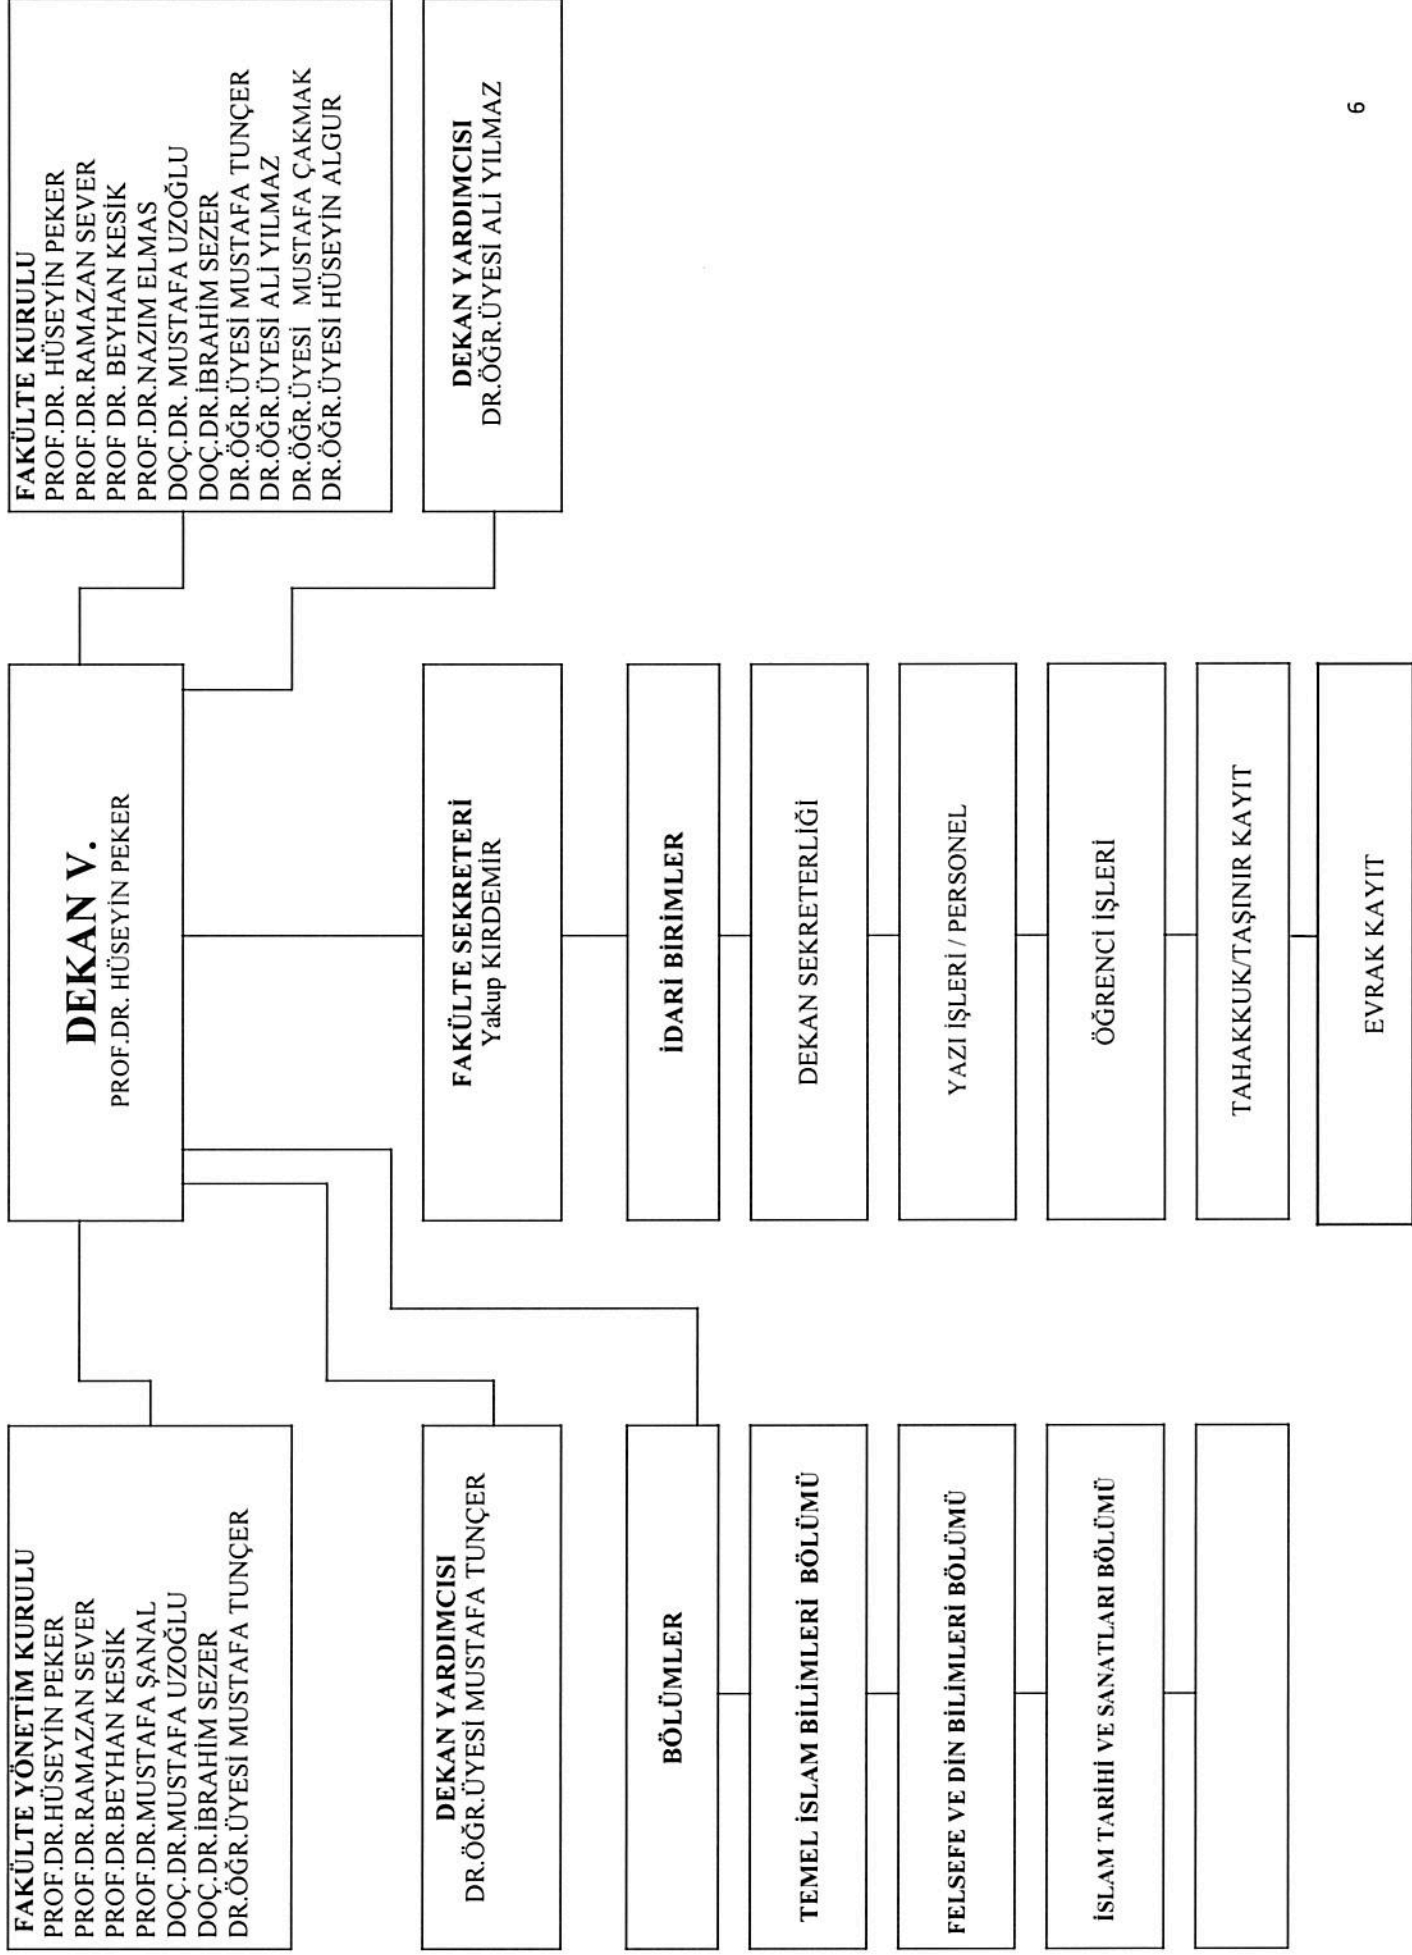 FAKÜLTE YÖNETİM KURULU
PROF.DR.HÜSEYİN PEKER
PROF.DR.RAMAZAN SEVER
PROF.DR.BEYHAN KESİK
PROF.DR.MUSTAFA ŞANAL
DOÇ.DR.MUSTAFA UZOĞLU
DOÇ.DR.İBRAHİM SEZER
DR.ÖĞR.ÜYESİ MUSTAFA TUNÇER
DEKAN V.
PROF.DR. HÜSEYİN PEKER
FAKÜLTE KURULU
PROF.DR. HÜSEYİN PEKER
PROF.DR.RAMAZAN SEVER
PROF DR. BEYHAN KESİK
PROF.DR.NAZIM ELMAS
DOÇ.DR. MUSTAFA UZOĞLU
DOÇ.DR.İBRAHİM SEZER
DR.ÖĞR.ÜYESİ MUSTAFA TUNÇER
DR.ÖĞR.ÜYESİ ALİ YILMAZ
DR.ÖĞR.ÜYESİ MUSTAFA ÇAKMAK
DR.ÖĞR.ÜYESİ HÜSEYİN ALGUR
DEKAN YARDIMCISI
DR.ÖĞR.ÜYESİ MUSTAFA TUNÇER
FAKÜLTE SEKRETERİ
Yakup KIRDEMİR
DEKAN YARDIMCISI
DR.ÖĞR.ÜYESİ ALİ YILMAZ
BÖLÜMLER
İDARİ BİRİMLER
TEMEL İSLAM BİLİMLERİ BÖLÜMÜ
DEKAN SEKRETERLİĞİ
FELSEFE VE DİN BİLİMLERİ BÖLÜMÜ
YAZI İŞLERİ / PERSONEL
İSLAM TARİHİ VE SANATLARI BÖLÜMÜ
ÖĞRENCİ İŞLERİ
TAHAKKUK/TAŞINIR KAYIT
EVRAK KAYIT
6